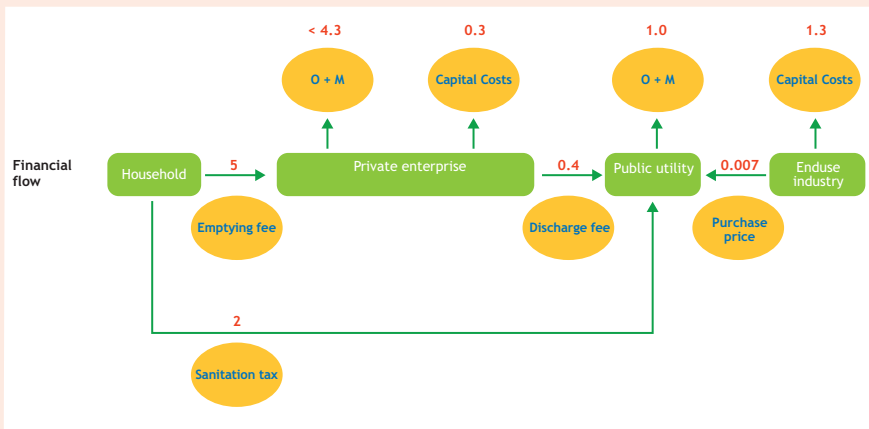 < 4.3
0.3
1.0
1.3
O + M
Capital Costs
O + M
Capital Costs
Financial
flow
Household
5
Private enterprise
0.4
Public utility
0.007
Enduse
industry
Emptying fee
Discharge fee
Purchase
price
2
Sanitation tax